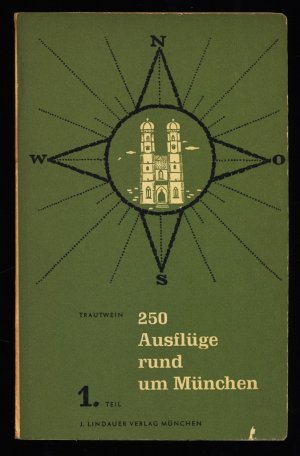 N
W
O
S
TRAUTWEIN
250
Ausflüge
rund
um München
1. TEIL
J. LINDAUER VERLAG MÜNCHEN